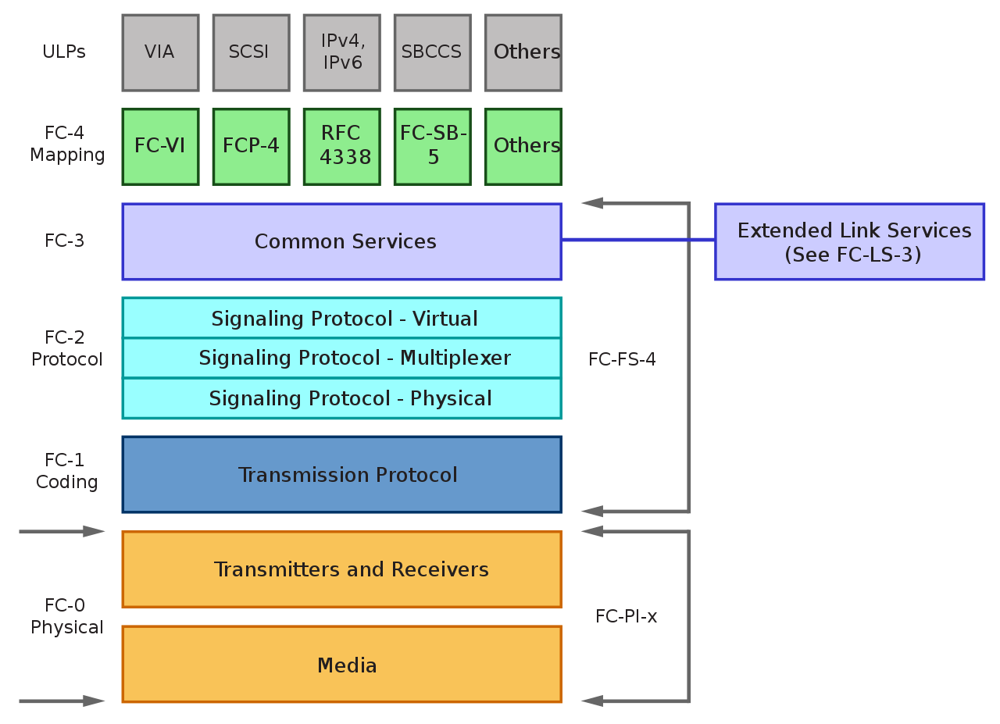 ULPs
VIA
SCSI
IPv4,
IPv6
SBCCS
Others
FC-4
Mapping
FC-VI
FCP-4
RFC
4338
FC-SB-
5
Others
FC-3
Common Services
Extended Link Services
(See FC-LS-3)
FC-2
Protocol
Signaling Protocol - Virtual
Signaling Protocol - Multiplexer
Signaling Protocol - Physical
FC-FS-4
FC-1
Coding
Transmission Protocol
FC-0
Physical
Transmitters and Receivers
Media
FC-PI-x